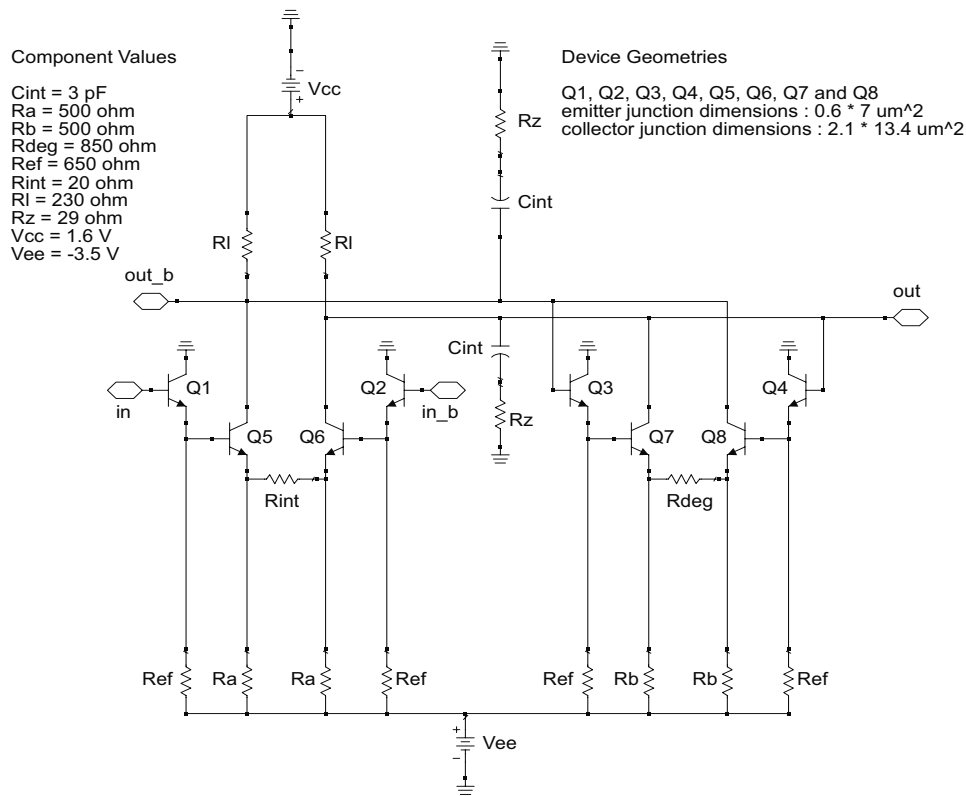 Component Values
Cint = 3 pF
Ra = 500 ohm
Rb = 500 ohm
Rdeg = 850 ohm
Ref = 650 ohm
Rint = 20 ohm
Rl = 230 ohm
Rz = 29 ohm
Vcc = 1.6 V
Vee = -3.5 V
Device Geometries
Q1, Q2, Q3, Q4, Q5, Q6, Q7 and Q8
emitter junction dimensions : 0.6 * 7 um^2
collector junction dimensions : 2.1 * 13.4 um^2
−
+
Vcc
Rz
Cint
Rl
Rl
out_b
out
Cint
Rz
Q1
in
Q2
in_b
Q3
Q4
Q5
Q6
Q7
Q8
Rint
Rdeg
Ref
Ra
Ra
Ref
Ref
Rb
Rb
Ref
+
−
Vee